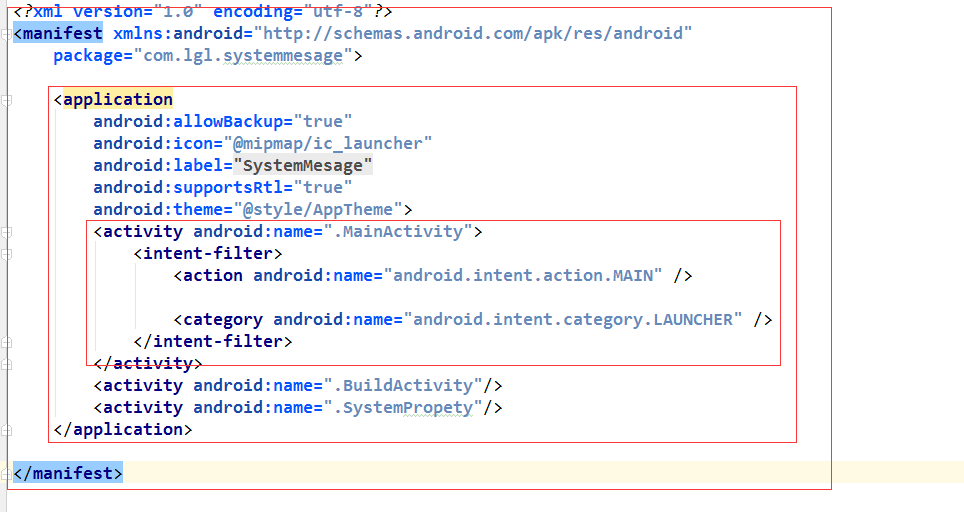 <?xml version="1.0" encoding="utf-8"?>
<manifest xmlns:android="http://schemas.android.com/apk/res/android"
    package="com.lgl.systemmesage">

    <application
        android:allowBackup="true"
        android:icon="@mipmap/ic_launcher"
        android:label="SystemMesage"
        android:supportsRtl="true"
        android:theme="@style/AppTheme">
        <activity android:name=".MainActivity">
            <intent-filter>
                <action android:name="android.intent.action.MAIN" />

                <category android:name="android.intent.category.LAUNCHER" />
            </intent-filter>
        </activity>
        <activity android:name=".BuildActivity"/>
        <activity android:name=".SystemPropety"/>
    </application>

</manifest>